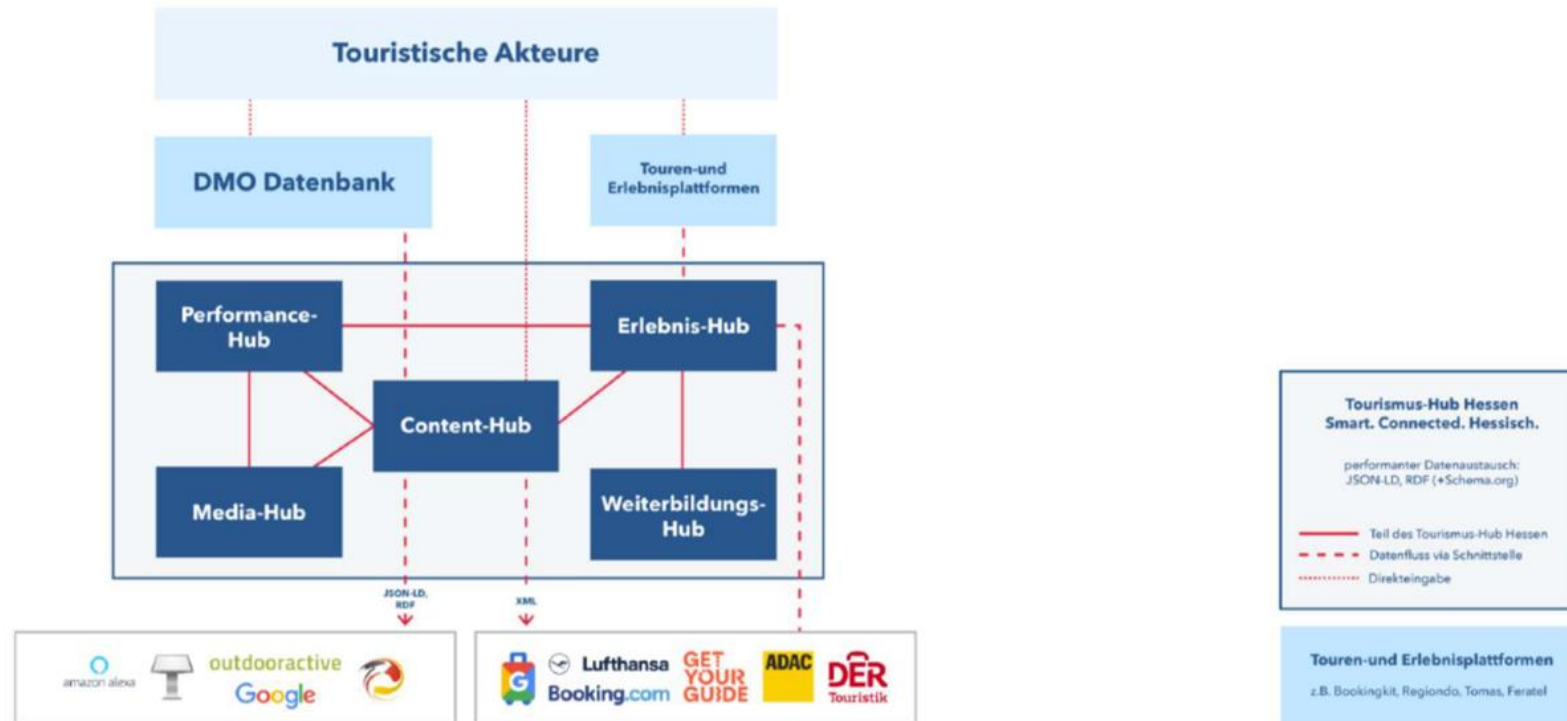 Touristische Akteure
DMO Datenbank
Touren-und
Erlebnisplattformen
Performance-
Hub
Erlebnis-Hub
Content-Hub
Media-Hub
Weiterbildungs-
Hub
JSON-LD,
RDF
XML
amazon alexa
outdooractive
Google
G
Lufthansa
Booking.com
GET
YOUR
GUIDE
ADAC
DER
Touristik
Tourismus-Hub Hessen
Smart. Connected. Hessisch.
performanter Datenaustausch:
JSON-LD, RDF (+Schema.org)
Teil des Tourismus-Hub Hessen
Datenfluss via Schnittstelle
Direkteingabe
Touren-und Erlebnisplattformen
z.B. Bookingkit, Regiondo, Tomas, Feratel